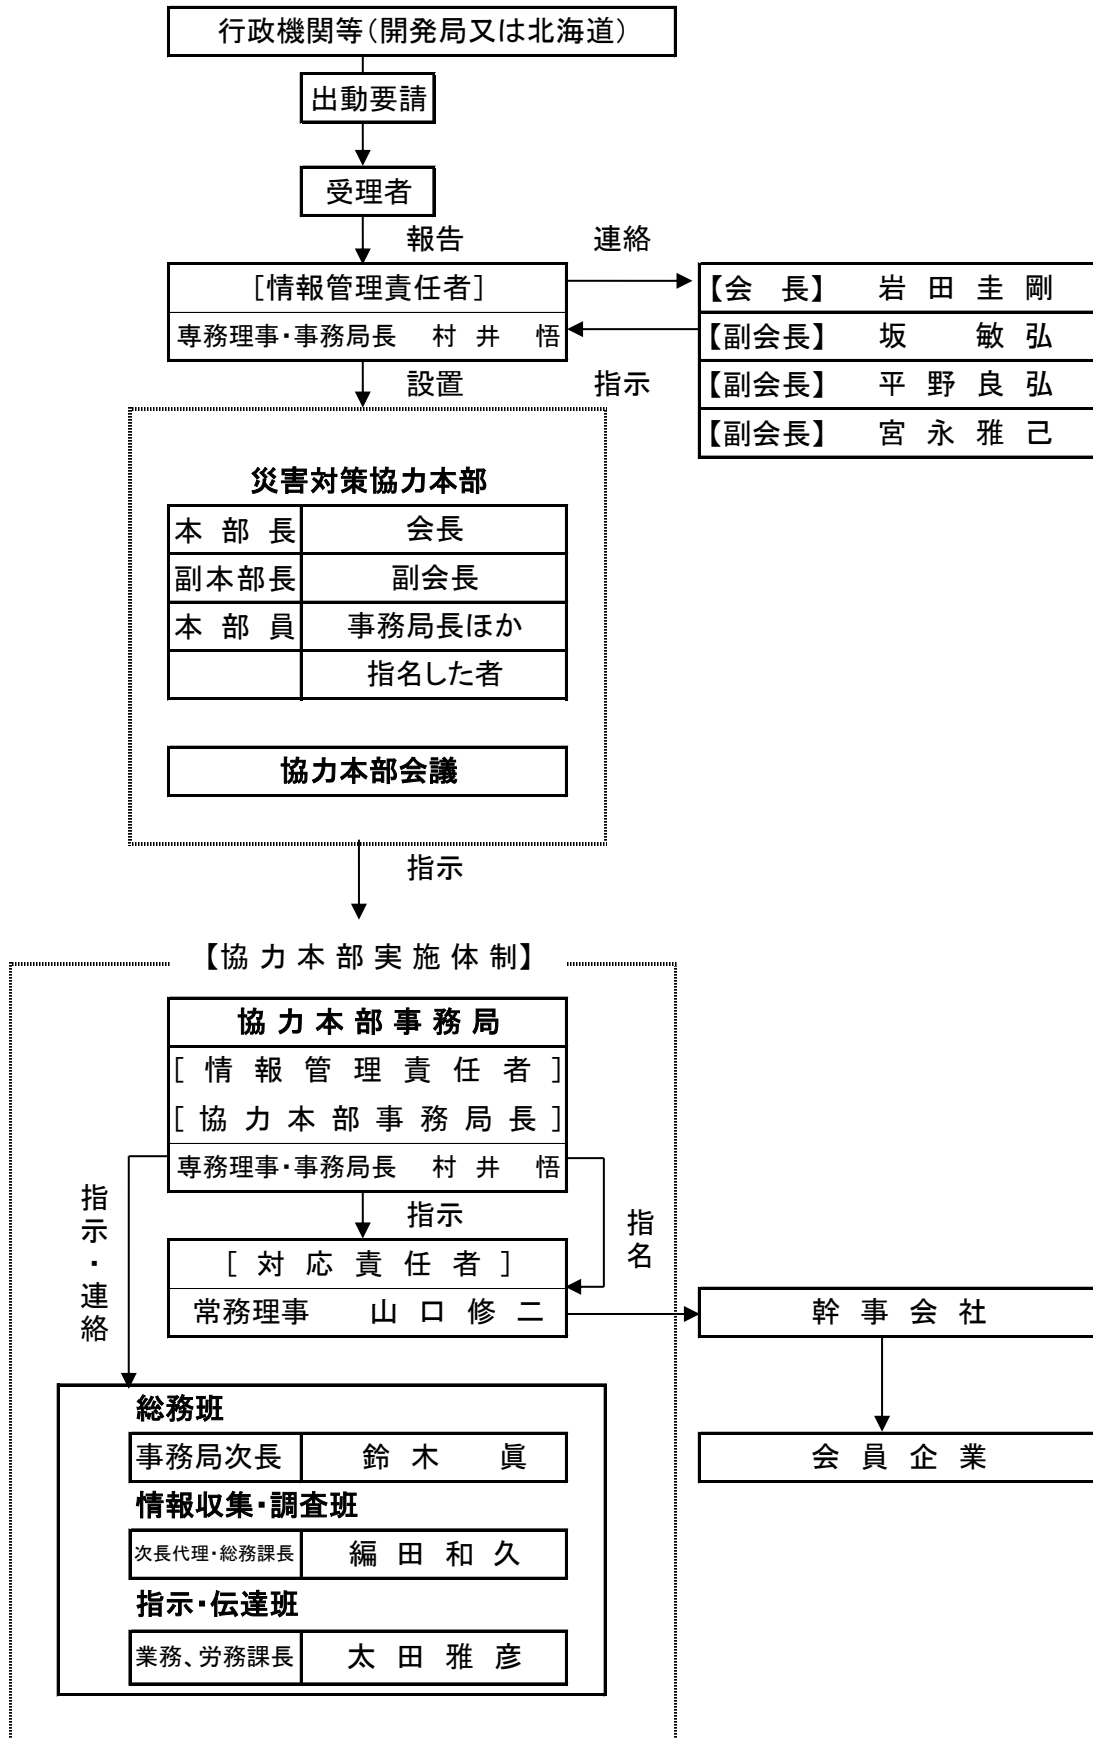 行政機関等(開発局又は北海道)
出動要請
受理者
報告
連絡
[情報管理責任者]
専務理事・事務局長 村井 悟
【会 長】 岩田圭剛
【副会長】 坂 敏弘
【副会長】 平野良弘
【副会長】 宮永雅己
設置
指示
災害対策協力本部
本部長 会長
副本部長 副会長
本部員 事務局長ほか
指名した者
協力本部会議
指示
【協力本部実施体制】
協力本部事務局
[情報管理責任者]
[協力本部事務局長]
専務理事・事務局長 村井 悟
指示・連絡
指示
指名
[対応責任者]
常務理事 山口修二
幹事会社
会員企業
総務班
事務局次長 鈴木 眞
情報収集・調査班
次長代理・総務課長 編田和久
指示・伝達班
業務、労務課長 太田雅彦